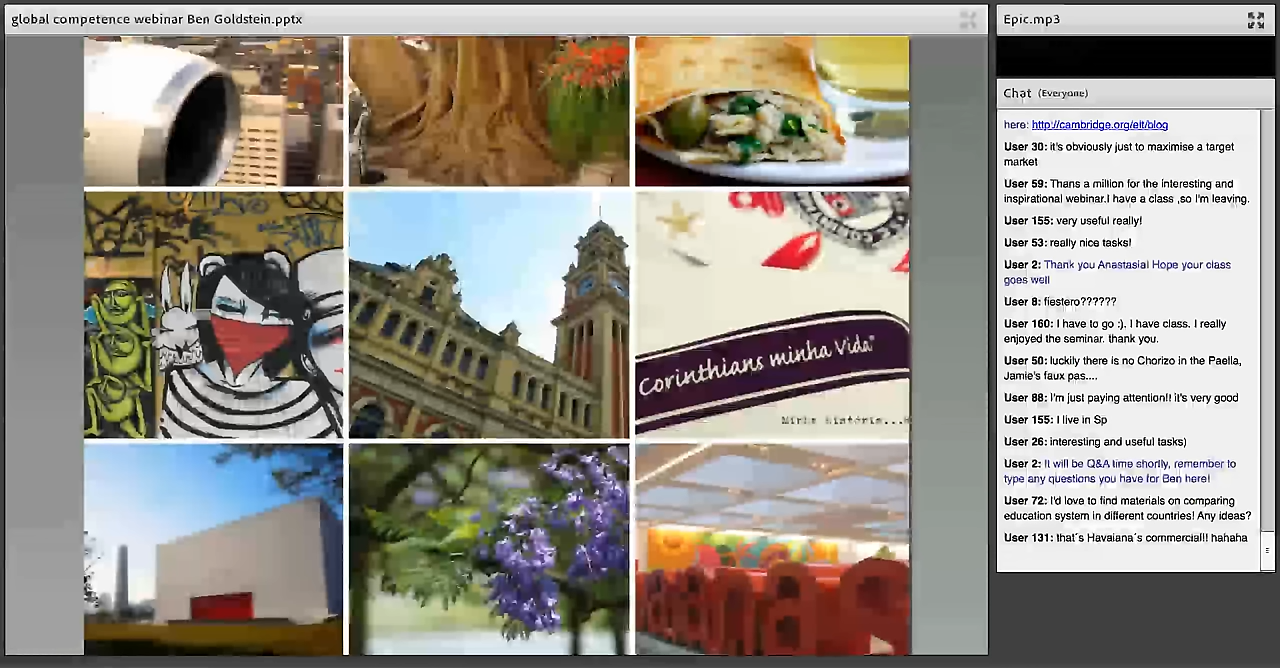 global competence webinar Ben Goldstein.pptx
Corinthians minha Vida"
Minha história...
Epic.mp3
Chat (Everyone)
here: http://cambridge.org/elt/blog
User 30: it's obviously just to maximise a target
market
User 59: Thans a million for the interesting and
inspirational webinar.I have a class ,so I'm leaving.
User 155: very useful really!
User 53: really nice tasks!
User 2: Thank you Anastasia! Hope your class
goes well
User 8: fiestero??????
User 160: I have to go :). I have class. I really
enjoyed the seminar. thank you.
User 50: luckily there is no Chorizo in the Paella,
Jamie's faux pas....
User 88: I'm just paying attention!! it's very good
User 155: I live in Sp
User 26: interesting and useful tasks)
User 2: It will be Q&A time shortly, remember to
type any questions you have for Ben here!
User 72: I'd love to find materials on comparing
education system in different countries! Any ideas?
User 131: that´s Havaiana´s commercial!! hahaha